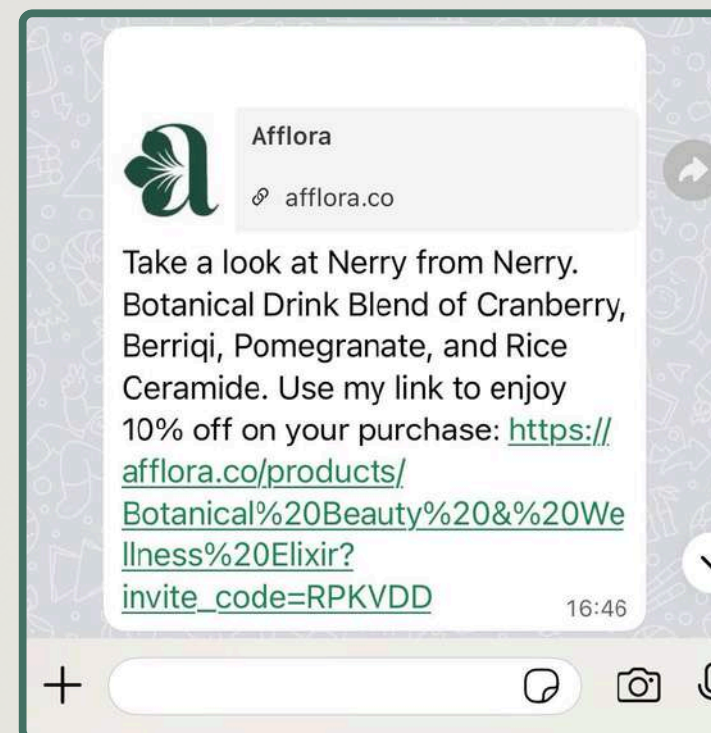 Afflora
afflora.co
Take a look at Nerry from Nerry.
Botanical Drink Blend of Cranberry,
Berriqi, Pomegranate, and Rice
Ceramide. Use my link to enjoy
10% off on your purchase: https://
afflora.co/products/
Botanical%20Beauty%20&%20We
llness%20Elixir?
invite_code=RPKVDD
16:46